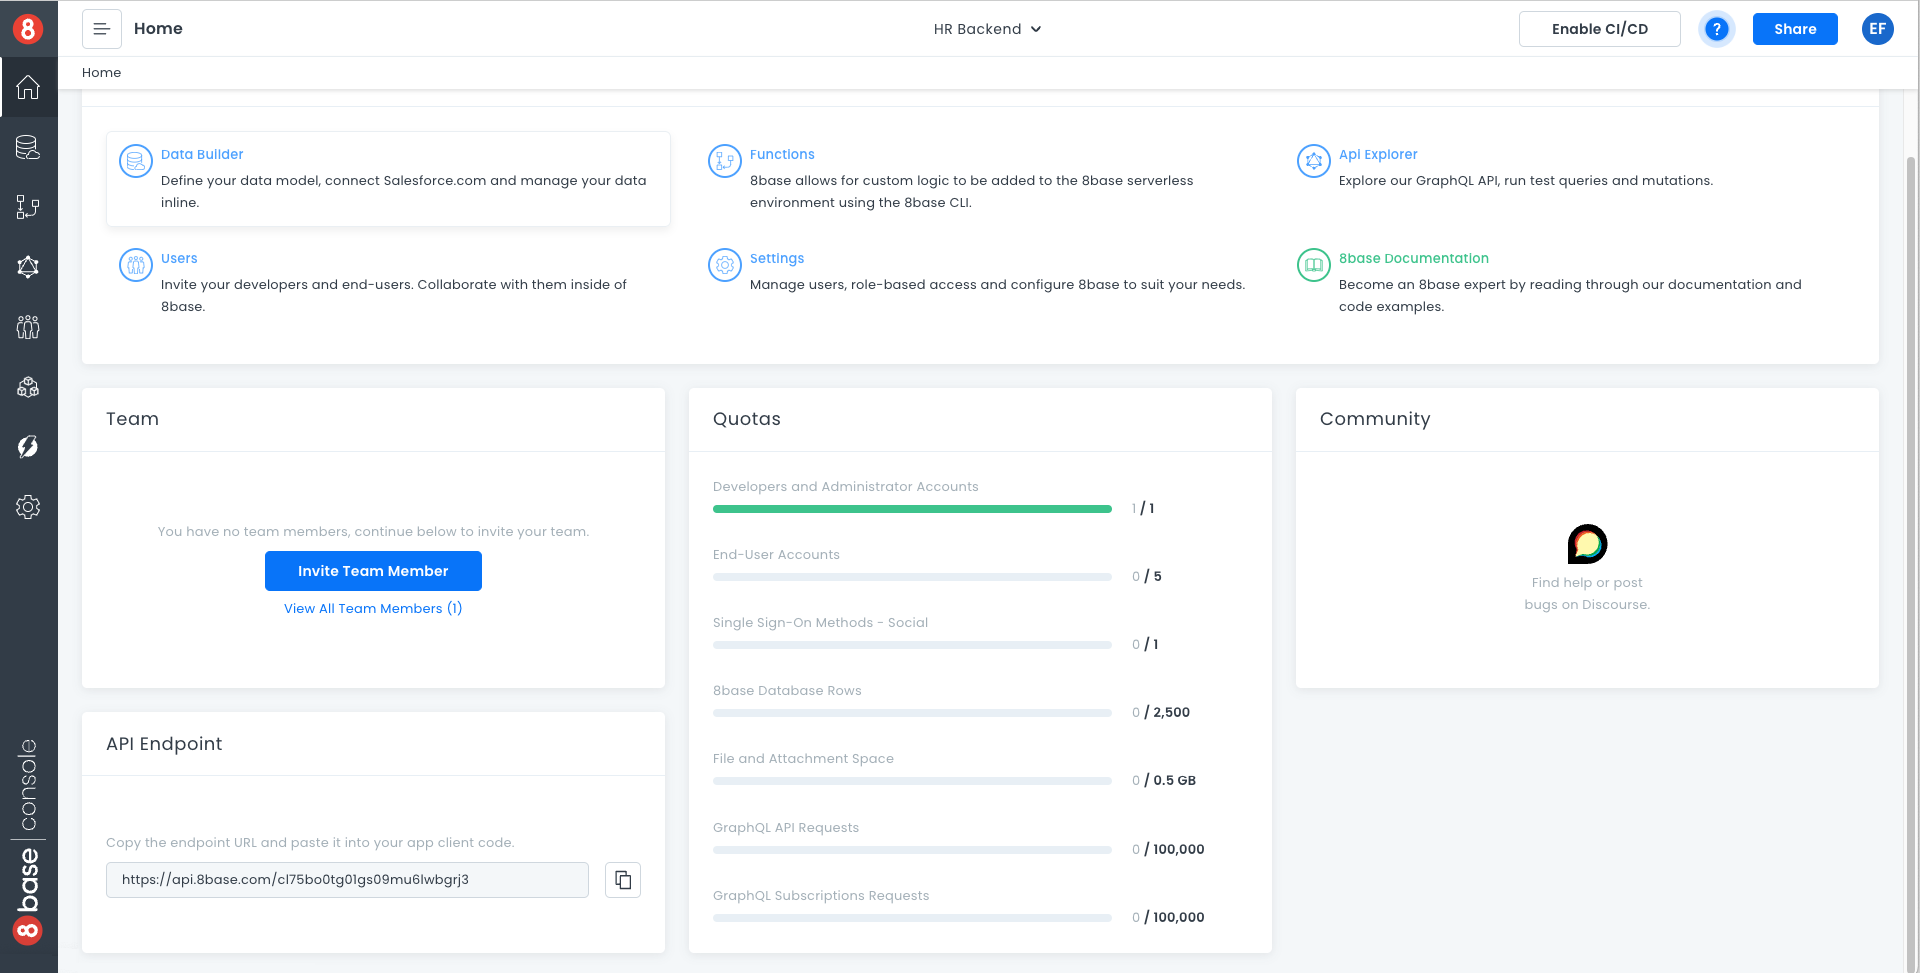 8
Home
HR Backend
Enable CI/CD
?
Share
EF
Home
Data Builder
Define your data model, connect Salesforce.com and manage your data
inline.
Functions
8base allows for custom logic to be added to the 8base serverless
environment using the 8base CLI.
Api Explorer
Explore our GraphQL API, run test queries and mutations.
Users
Invite your developers and end-users. Collaborate with them inside of
8base.
Settings
Manage users, role-based access and configure 8base to suit your needs.
8base Documentation
Become an 8base expert by reading through our documentation and
code examples.
Team
You have no team members, continue below to invite your team.
Invite Team Member
View All Team Members (1)
Quotas
Developers and Administrator Accounts
1 / 1
End-User Accounts
0 / 5
Single Sign-On Methods - Social
0 / 1
8base Database Rows
0 / 2,500
File and Attachment Space
0 / 0.5 GB
GraphQL API Requests
0 / 100,000
GraphQL Subscriptions Requests
0 / 100,000
Community
Find help or post
bugs on Discourse.
API Endpoint
Copy the endpoint URL and paste it into your app client code.
https://api.8base.com/cl75bo0tg01gs09mu6lwbgrj3
8 8base | console